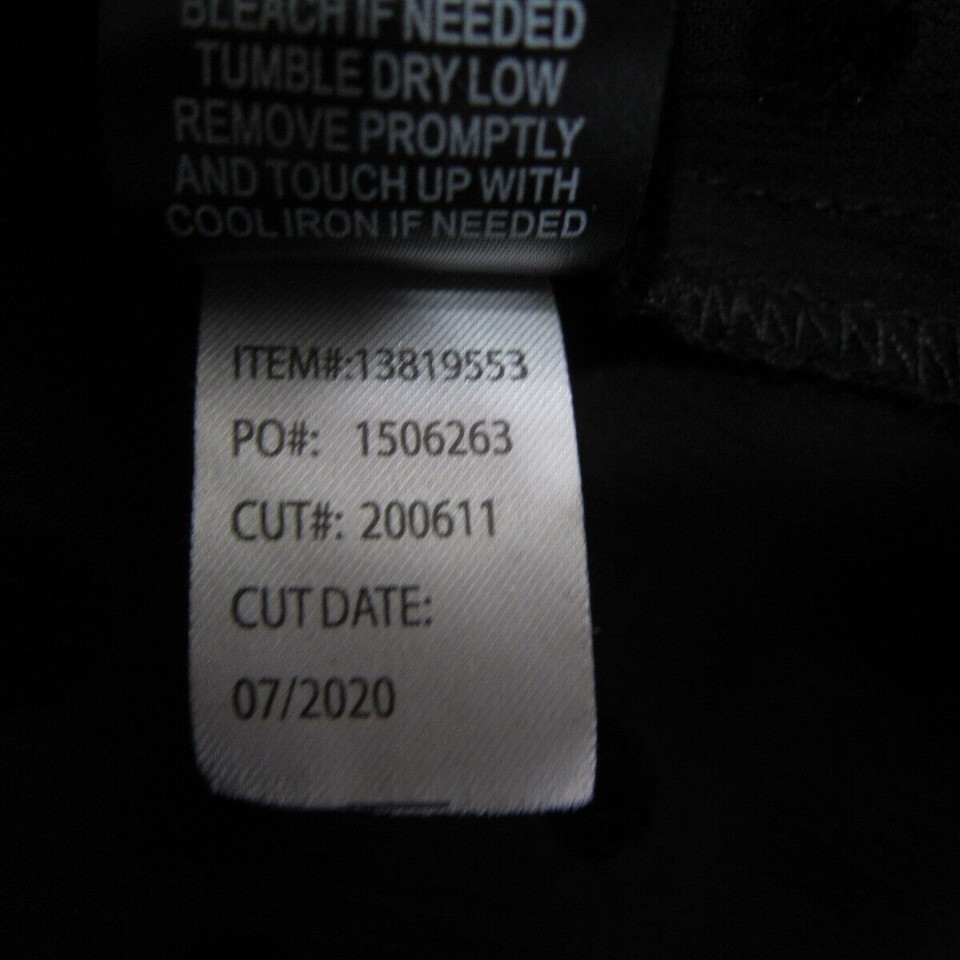 BLEACH IF NEEDED
TUMBLE DRY LOW
REMOVE PROMPTLY
AND TOUCH UP WITH
COOL IRON IF NEEDED
ITEM#:13819553
PO#: 1506263
CUT#: 200611
CUT DATE:
07/2020